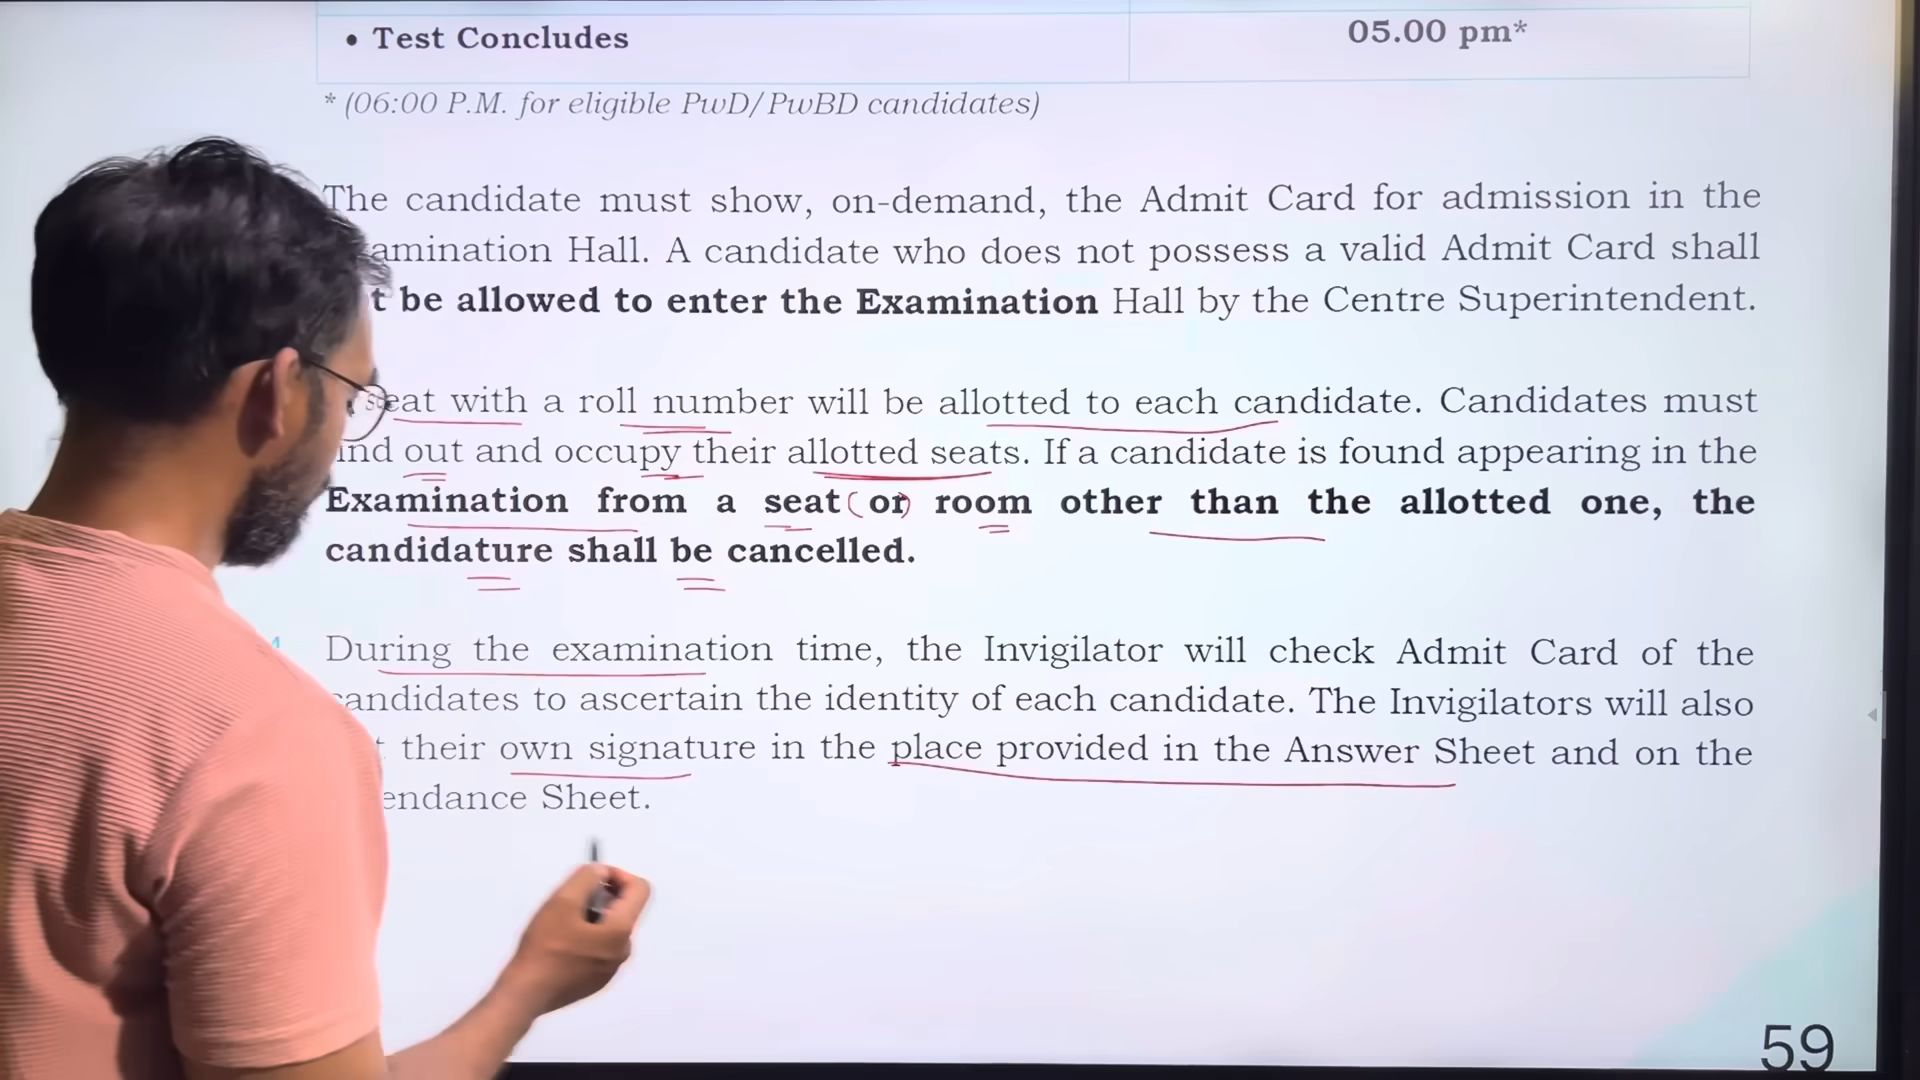 • Test Concludes 05.00 pm*
* (06:00 P.M. for eligible PwD/PwBD candidates)
The candidate must show, on-demand, the Admit Card for admission in the
amination Hall. A candidate who does not possess a valid Admit Card shall
t be allowed to enter the Examination Hall by the Centre Superintendent.
seat with a roll number will be allotted to each candidate. Candidates must
ind out and occupy their allotted seats. If a candidate is found appearing in the
Examination from a seat (or) room other than the allotted one, the
candidature shall be cancelled.
During the examination time, the Invigilator will check Admit Card of the
candidates to ascertain the identity of each candidate. The Invigilators will also
t their own signature in the place provided in the Answer Sheet and on the
endance Sheet.
59